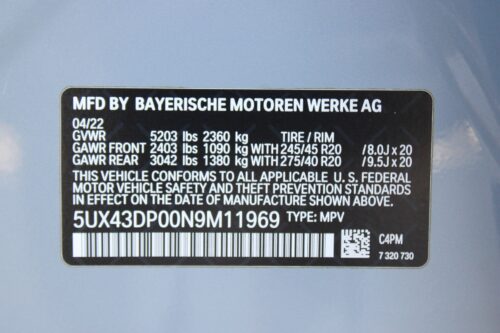 MFD BY BAYERISCHE MOTOREN WERKE AG
04/22
GVWR 5203 lbs 2360 kg TIRE / RIM
GAWR FRONT 2403 lbs 1090 kg WITH 245/45 R20 /8.0J x 20
GAWR REAR 3042 lbs 1380 kg WITH 275/40 R20 /9.5J x 20
THIS VEHICLE CONFORMS TO ALL APPLICABLE U.S. FEDERAL
MOTOR VEHICLE SAFETY AND THEFT PREVENTION STANDARDS
IN EFFECT ON THE DATE OF MANUFACTURE SHOWN ABOVE.
5UX43DP00N9M11969 TYPE: MPV
C4PM
7 320 730